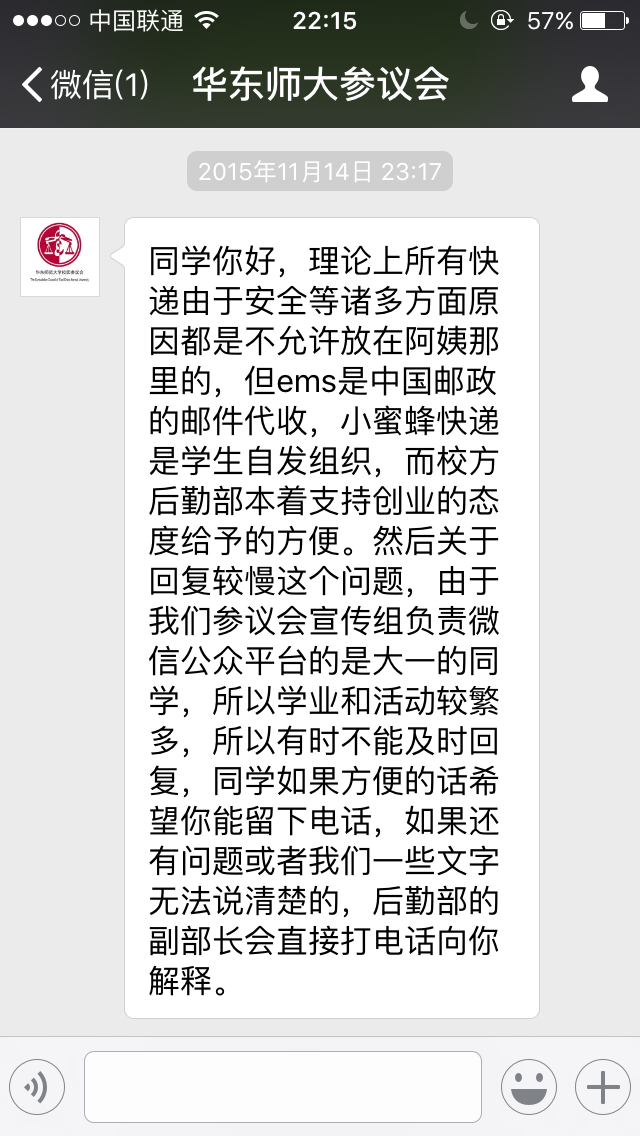 中国联通
22:15
57%
微信(1)
华东师大参议会
2015年11月14日 23:17
同学你好，理论上所有快
递由于安全等诸多方面原
因都是不允许放在阿姨那
里的，但ems是中国邮政
的邮件代收，小蜜蜂快递
是学生自发组织，而校方
后勤部本着支持创业的态
度给予的方便。然后关于
回复较慢这个问题，由于
我们参议会宣传组负责微
信公众平台的是大一的同
学，所以学业和活动较繁
多，所以有时不能及时回
复，同学如果方便的话希
望你能留下电话，如果还
有问题或者我们一些文字
无法说清楚的，后勤部的
副部长会直接打电话向你
解释。